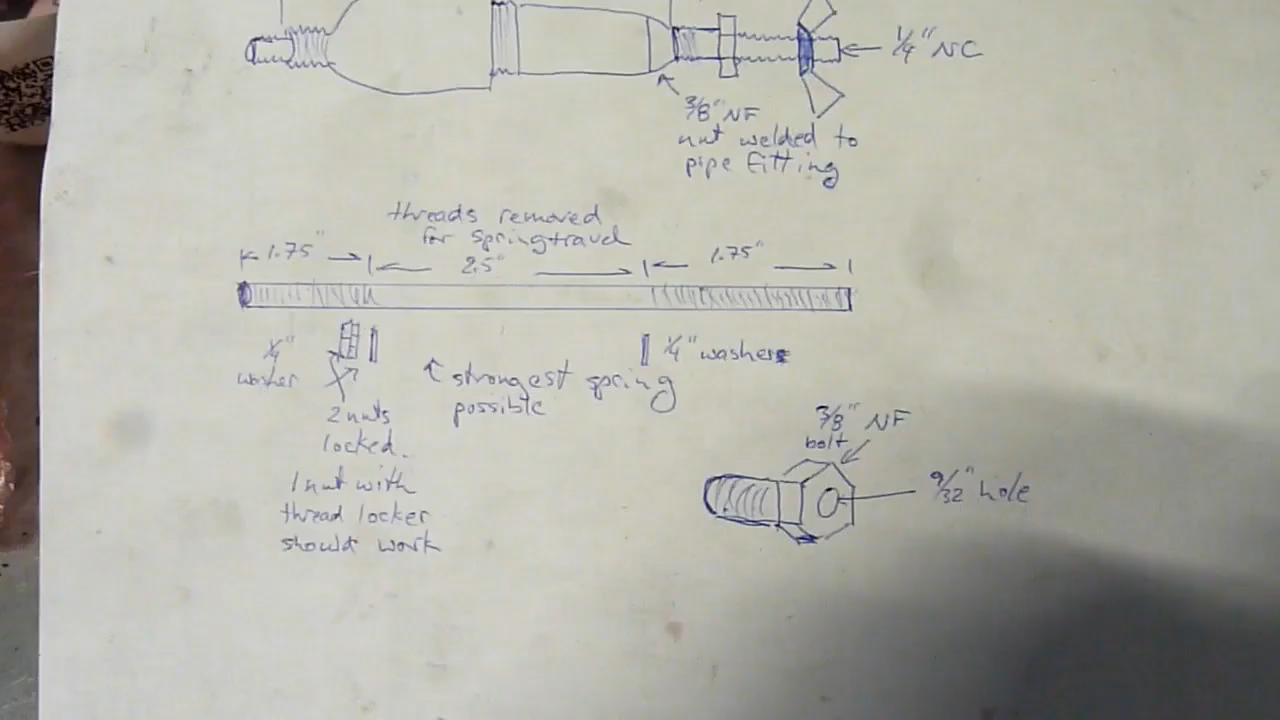 1/4" NC
3/8" NF
nut welded to
pipe fitting
threads removed
for spring travel
1.75"
2.5"
1.75"
1/4"
washer
1/4" washer
strongest spring
possible
2 nuts
locked.
1 nut with
thread locker
should work
3/8" NF
bolt
9/32" hole